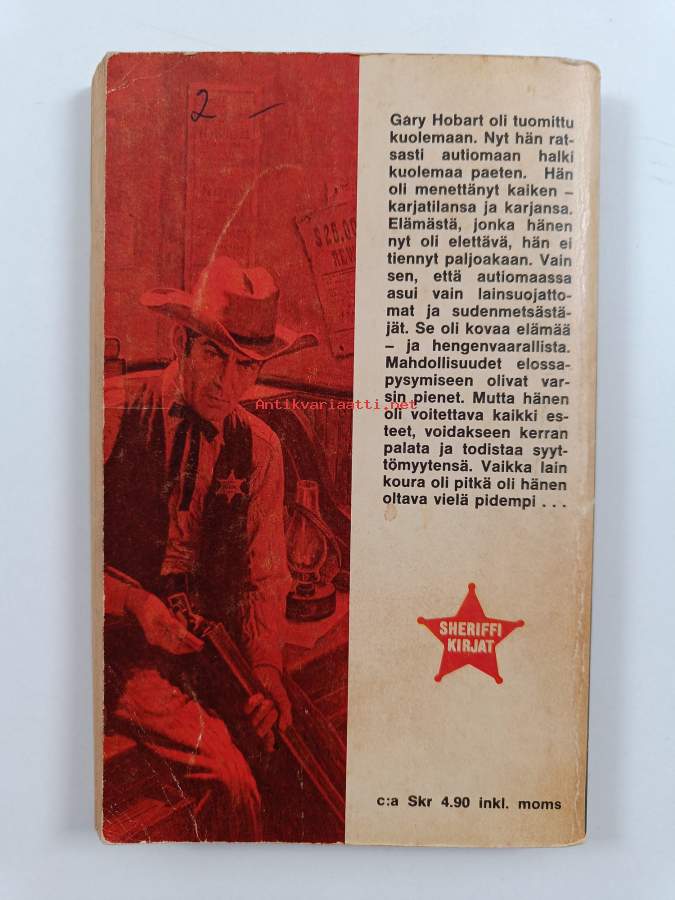 2 –
Gary Hobart oli tuomittu
kuolemaan. Nyt hän rat-
sasti autiomaan halki
kuolemaa paeten. Hän
oli menettänyt kaiken –
karjatilansa ja karjansa.
Elämästä, jonka hänen
nyt oli elettävä, hän ei
tiennyt paljoakaan. Vain
sen, että autiomaassa
asui vain lainsuojatto-
mat ja sudenmetsästä-
jät. Se oli kovaa elämää
– ja hengenvaarallista.
Mahdollisuudet elossa-
pysymiseen olivat var-
sin pienet. Mutta hänen
oli voitettava kaikki es-
teet, voidakseen kerran
palata ja todistaa syyt-
tömyytensä. Vaikka lain
koura oli pitkä oli hänen
oltava vielä pidempi . . .
Antikvariaatti.net
SHERIFFI
KIRJAT
c:a Skr 4.90 inkl. moms